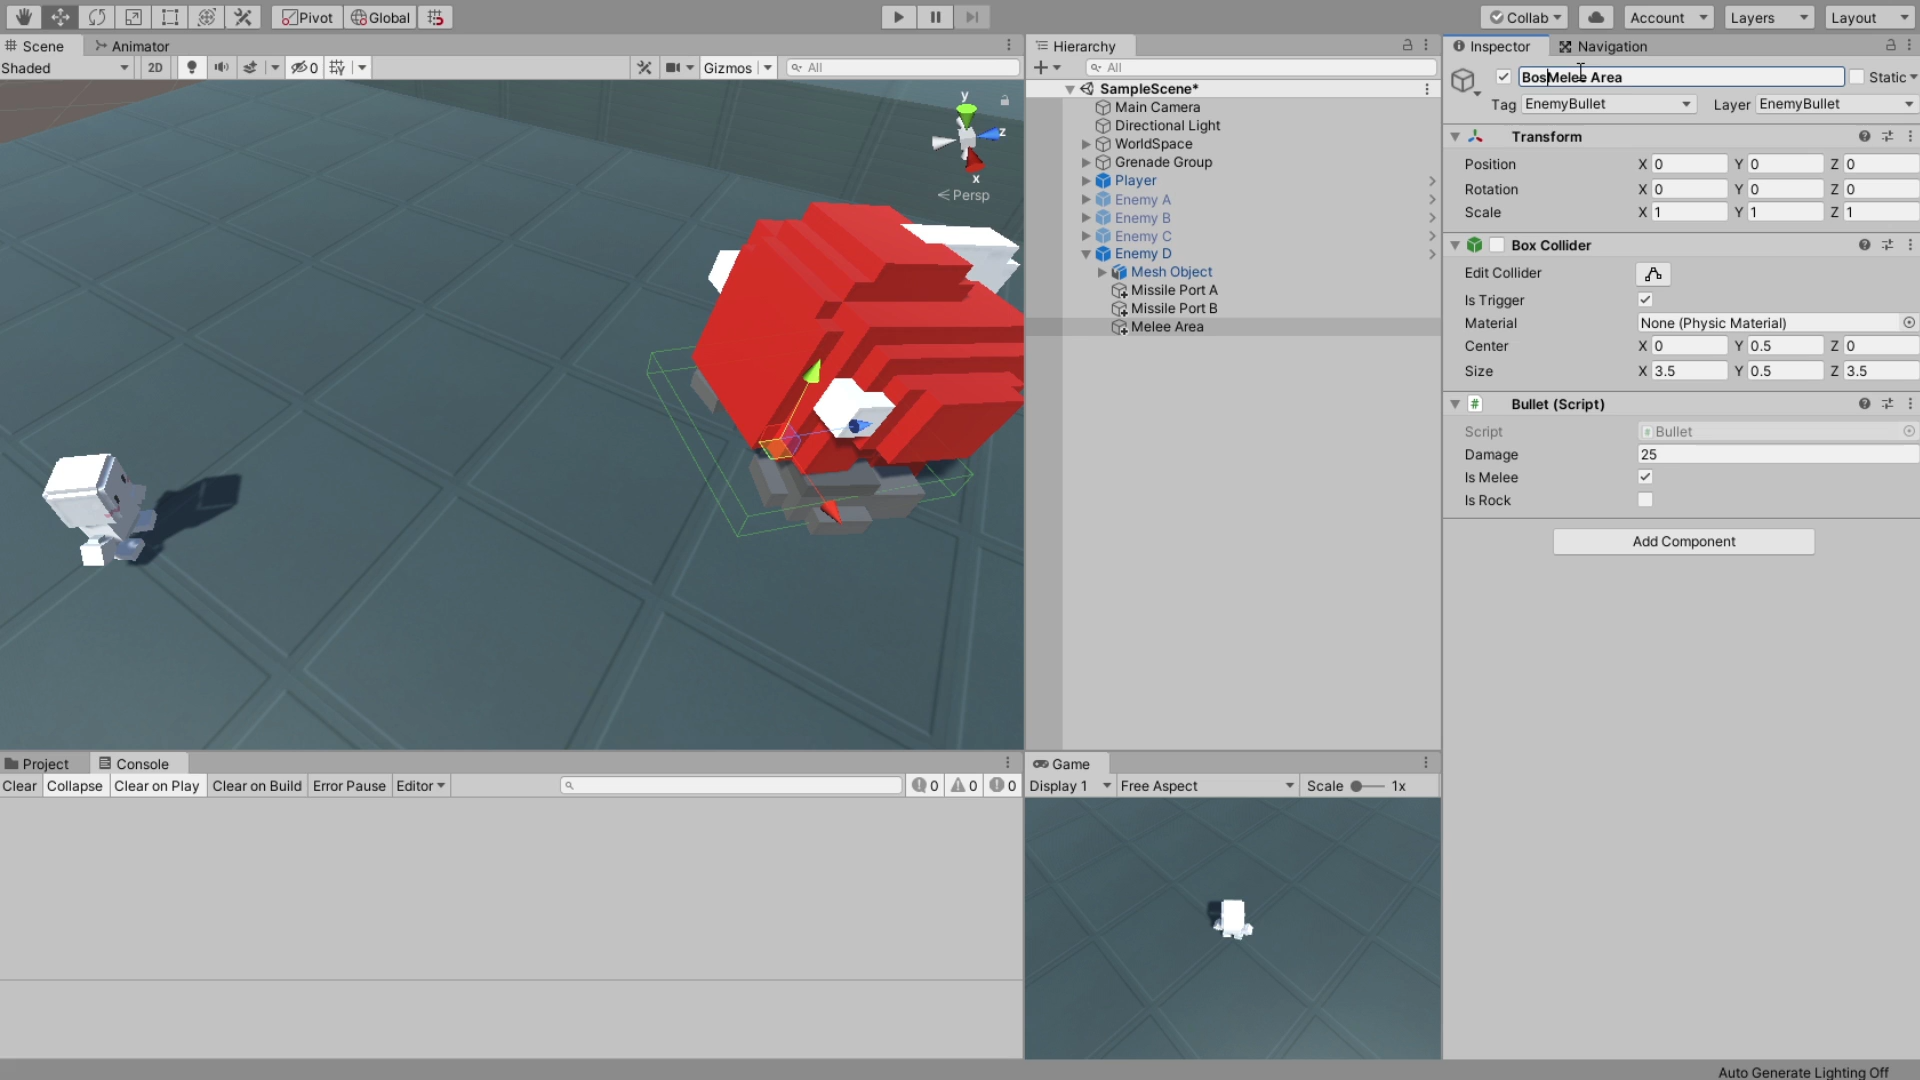 Pivot Global Collab Account Layers Layout
Scene Animator
Shaded 2D 0 Gizmos All
y
z
x
Persp
Hierarchy
All
SampleScene*
Main Camera
Directional Light
WorldSpace
Grenade Group
Player
Enemy A
Enemy B
Enemy C
Enemy D
Mesh Object
Missile Port A
Missile Port B
Melee Area
Inspector Navigation
BosMelee Area Static
Tag EnemyBullet Layer EnemyBullet
Transform
Position X 0 Y 0 Z 0
Rotation X 0 Y 0 Z 0
Scale X 1 Y 1 Z 1
Box Collider
Edit Collider
Is Trigger
Material None (Physic Material)
Center X 0 Y 0.5 Z 0
Size X 3.5 Y 0.5 Z 3.5
# Bullet (Script)
Script Bullet
Damage 25
Is Melee
Is Rock
Add Component
Project Console
Clear Collapse Clear on Play Clear on Build Error Pause Editor 0 0 0
Game
Display 1 Free Aspect Scale 1x
Auto Generate Lighting Off